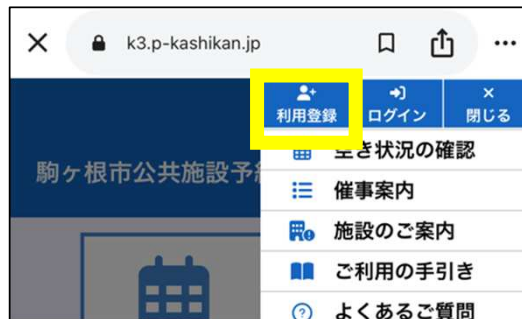 k3.p-kashikan.jp
利用登録
ログイン
閉じる
駒ヶ根市公共施設予
空き状況の確認
催事案内
施設のご案内
ご利用の手引き
よくあるご質問